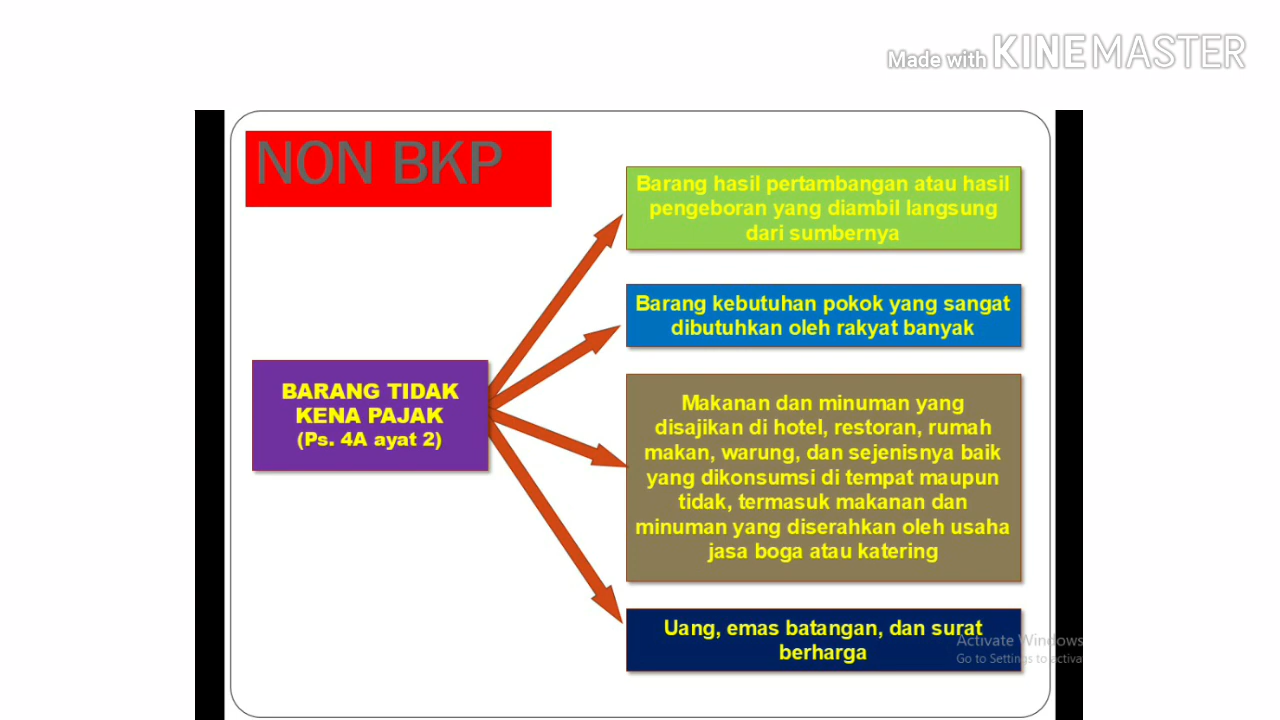 Made with KINEMASTER
NON BKP
BARANG TIDAK
KENA PAJAK
(Ps. 4A ayat 2)
Barang hasil pertambangan atau hasil
pengeboran yang diambil langsung
dari sumbernya
Barang kebutuhan pokok yang sangat
dibutuhkan oleh rakyat banyak
Makanan dan minuman yang
disajikan di hotel, restoran, rumah
makan, warung, dan sejenisnya baik
yang dikonsumsi di tempat maupun
tidak, termasuk makanan dan
minuman yang diserahkan oleh usaha
jasa boga atau katering
Uang, emas batangan, dan surat
berharga
Activate Windows
Go to Settings to activa